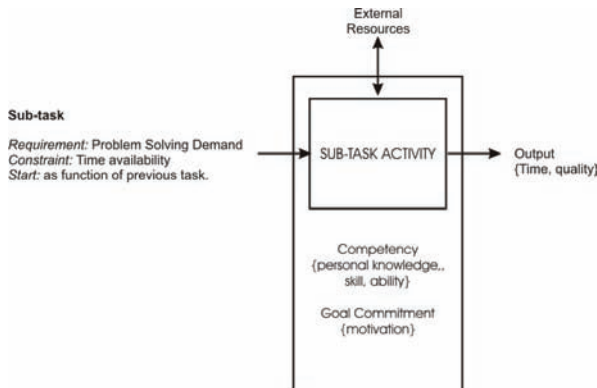 External
Resources
Sub-task
Requirement: Problem Solving Demand
Constraint: Time availability
Start: as function of previous task.
SUB-TASK ACTIVITY
Output
{Time, quality}
Competency
{personal knowledge,,
skill, ability}
Goal Commitment
{motivation}